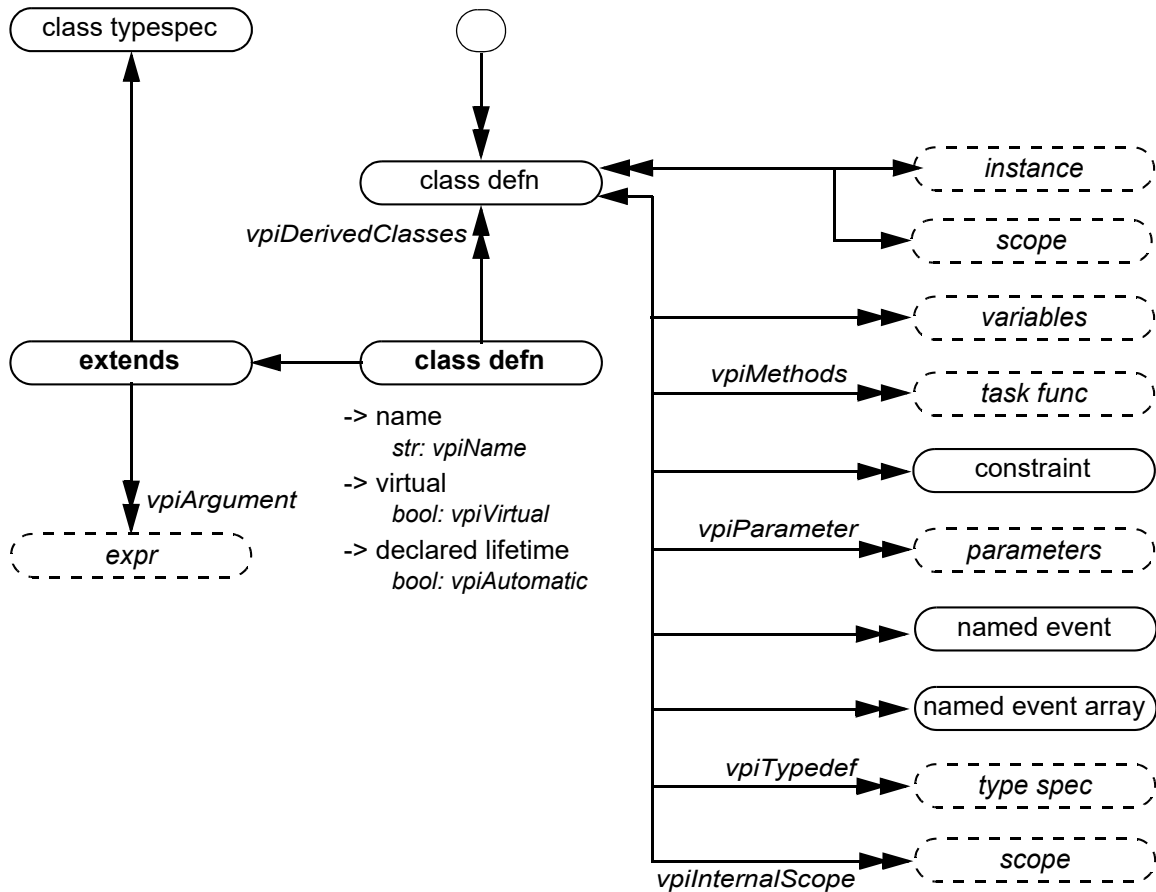 class typespec
class defn
instance
scope
vpiDerivedClasses
variables
extends
class defn
vpiMethods
task func
-> name
str: vpiName
-> virtual
bool: vpiVirtual
-> declared lifetime
bool: vpiAutomatic
constraint
vpiArgument
expr
vpiParameter
parameters
named event
named event array
vpiTypedef
type spec
vpiInternalScope
scope